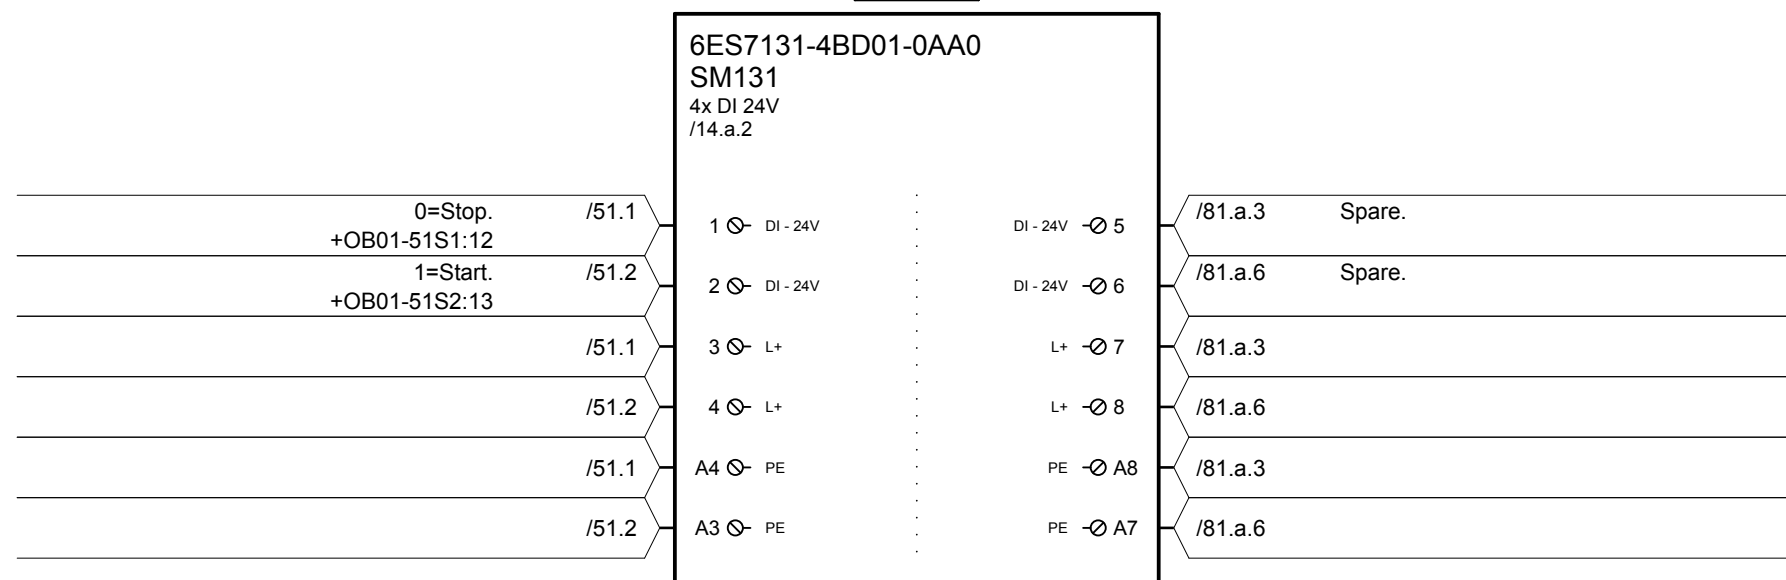 6ES7131-4BD01-0AA0
SM131
4x DI 24V
/14.a.2
0=Stop. /51.1 1 DI - 24V DI - 24V 5 /81.a.3 Spare.
+OB01-51S1:12
1=Start. /51.2 2 DI - 24V DI - 24V 6 /81.a.6 Spare.
+OB01-51S2:13
/51.1 3 L+ L+ 7 /81.a.3
/51.2 4 L+ L+ 8 /81.a.6
/51.1 A4 PE PE A8 /81.a.3
/51.2 A3 PE PE A7 /81.a.6